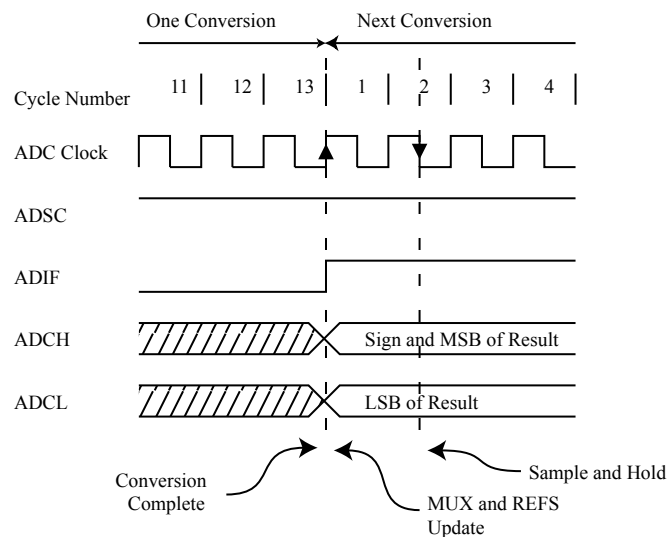 One Conversion Next Conversion
Cycle Number 11 12 13 1 2 3 4
ADC Clock
ADSC
ADIF
ADCH Sign and MSB of Result
ADCL LSB of Result
Conversion
Complete
MUX and REFS
Update
Sample and Hold